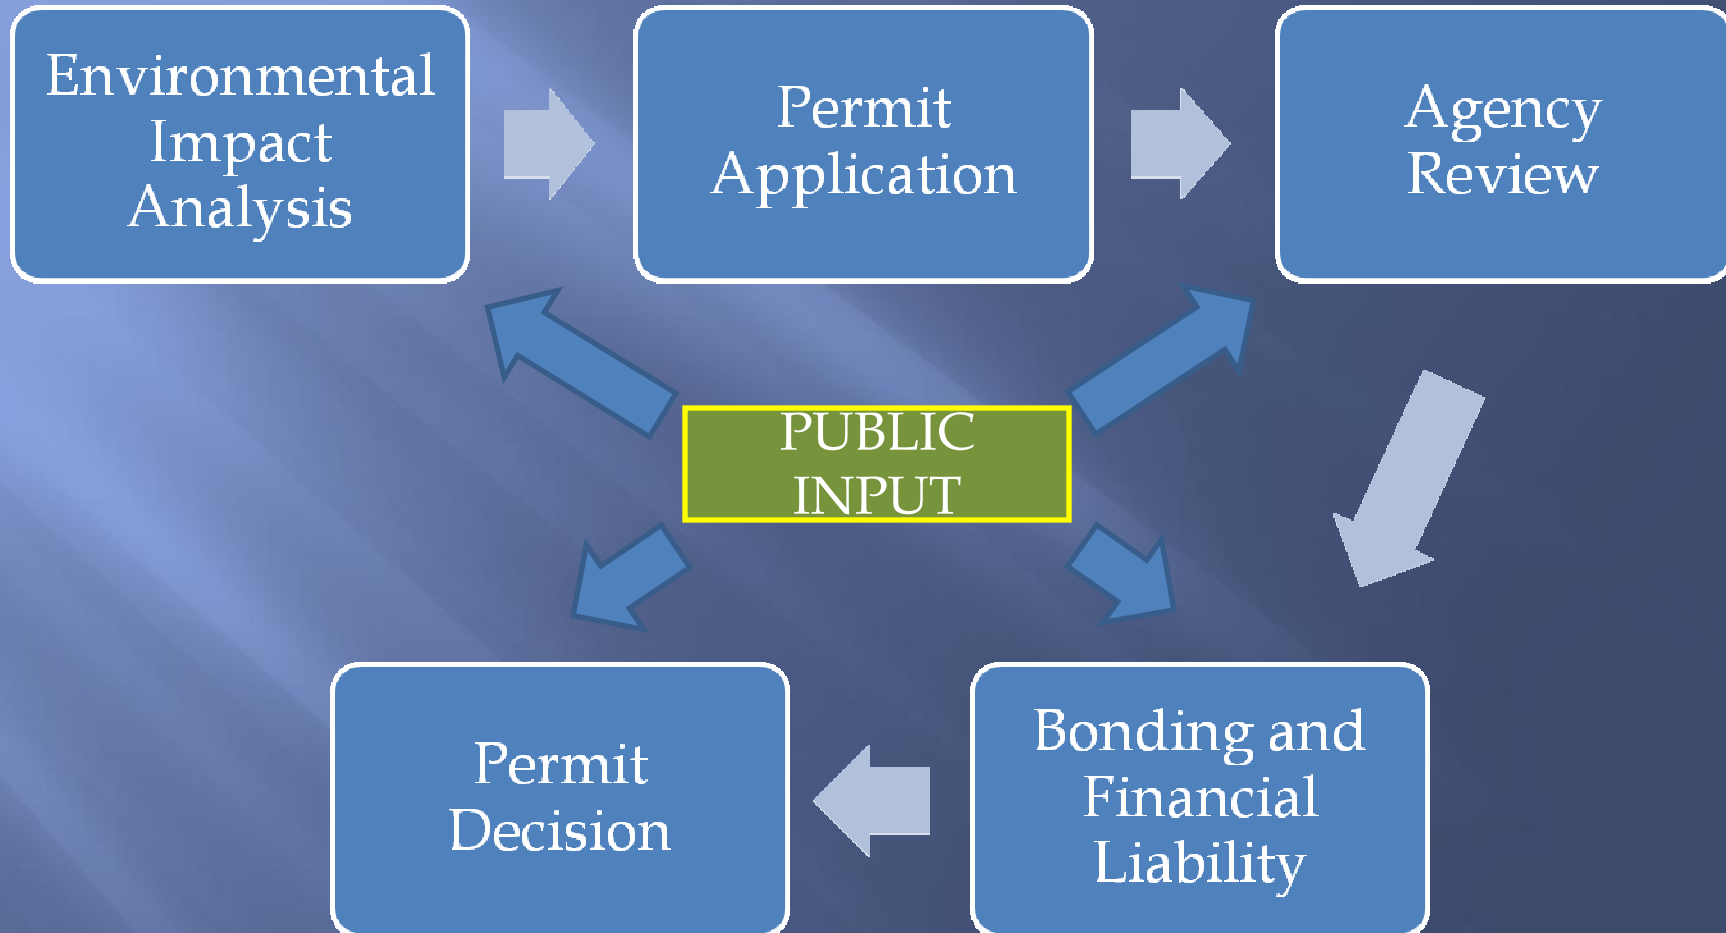 Environmental
Impact
Analysis
Permit
Application
Agency
Review
PUBLIC
INPUT
Permit
Decision
Bonding and
Financial
Liability